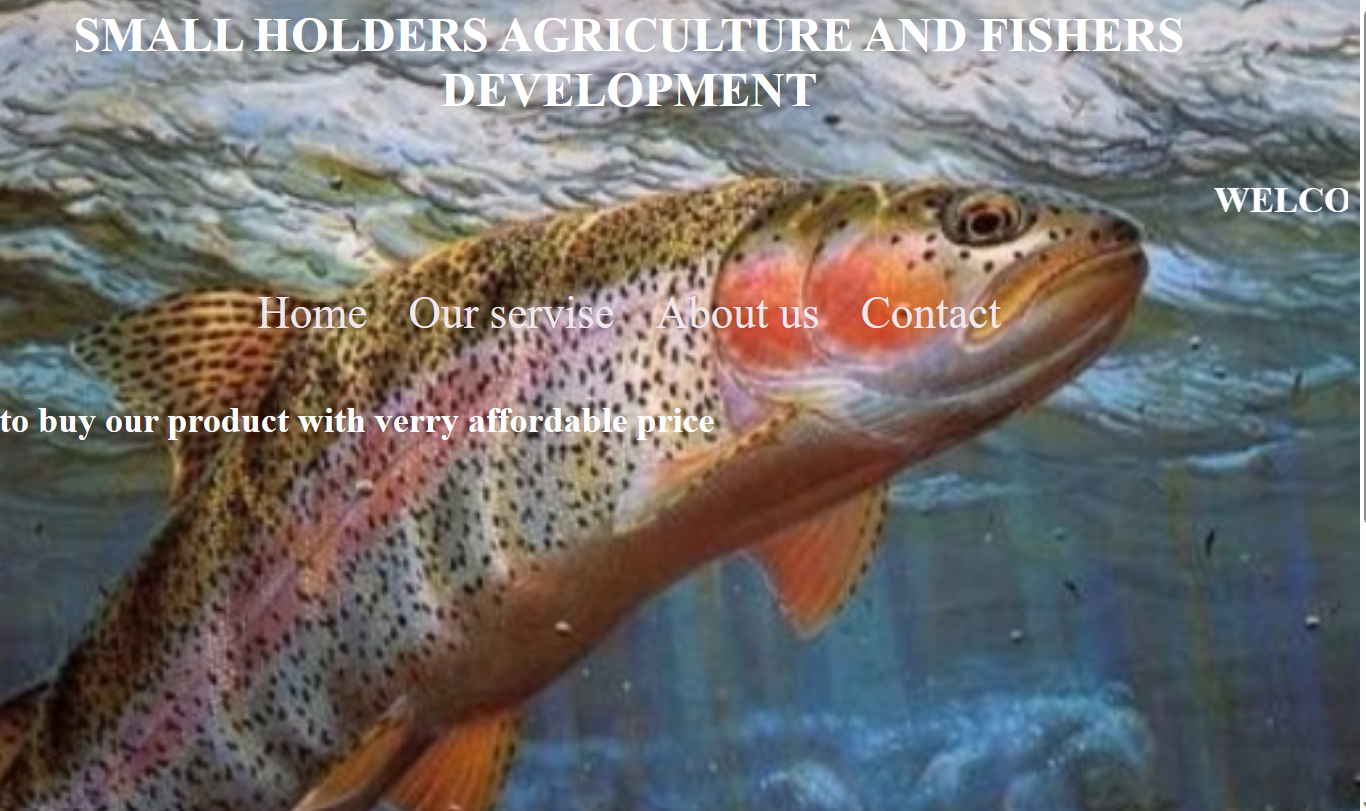 SMALL HOLDERS AGRICULTURE AND FISHERS
DEVELOPMENT
WELCO
Home Our servise About us Contact
to buy our product with verry affordable price